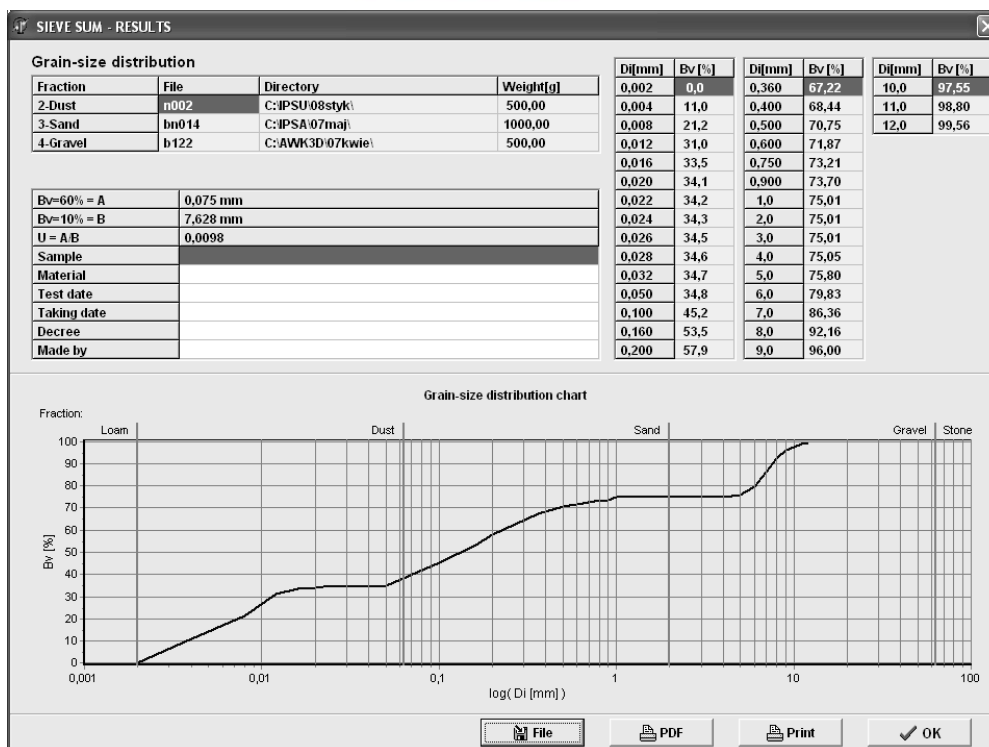 SIEVE SUM - RESULTS
Grain-size distribution
Fraction File Directory Weight[g]
2-Dust n002 C:\IPSU\08styk\ 500,00
3-Sand bn014 C:\IPSA\07maj\ 1000,00
4-Gravel b122 C:\AWK3D\07kwie\ 500,00
Bv=60% = A 0,075 mm
Bv=10% = B 7,628 mm
U = A/B 0,0098
Sample
Material
Test date
Taking date
Decree
Made by
Di[mm] Bv [%]
0,002 0,0
0,004 11,0
0,008 21,2
0,012 31,0
0,016 33,5
0,020 34,1
0,022 34,2
0,024 34,3
0,026 34,5
0,028 34,6
0,032 34,7
0,050 34,8
0,100 45,2
0,160 53,5
0,200 57,9
Di[mm] Bv [%]
0,360 67,22
0,400 68,44
0,500 70,75
0,600 71,87
0,750 73,21
0,900 73,70
1,0 75,01
2,0 75,01
3,0 75,01
4,0 75,05
5,0 75,80
6,0 79,83
7,0 86,36
8,0 92,16
9,0 96,00
Di[mm] Bv [%]
10,0 97,55
11,0 98,80
12,0 99,56
Grain-size distribution chart
Fraction:
Loam Dust Sand Gravel Stone
100
90
80
70
60
50
40
30
20
10
0
Bv [%]
0,001 0,01 0,1 1 10 100
log( Di [mm] )
File PDF Print OK